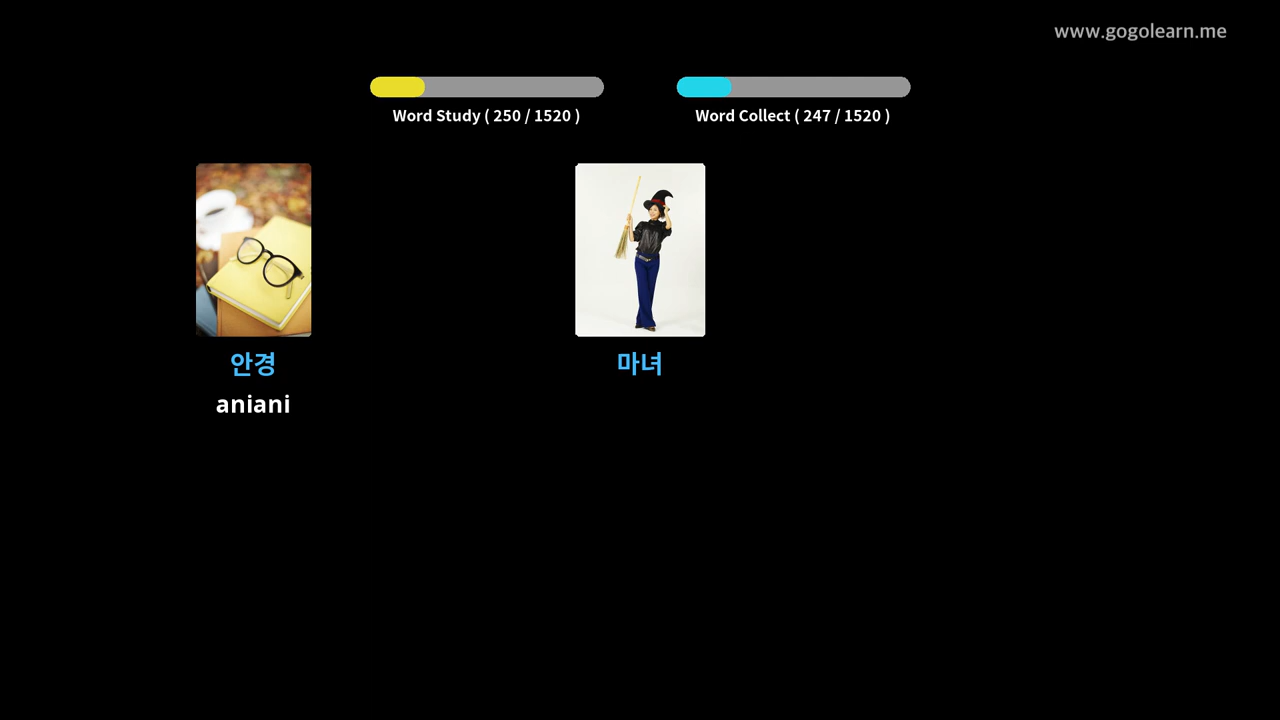 www.gogolearn.me
Word Study ( 250 / 1520 )
Word Collect ( 247 / 1520 )
안경
마녀
aniani